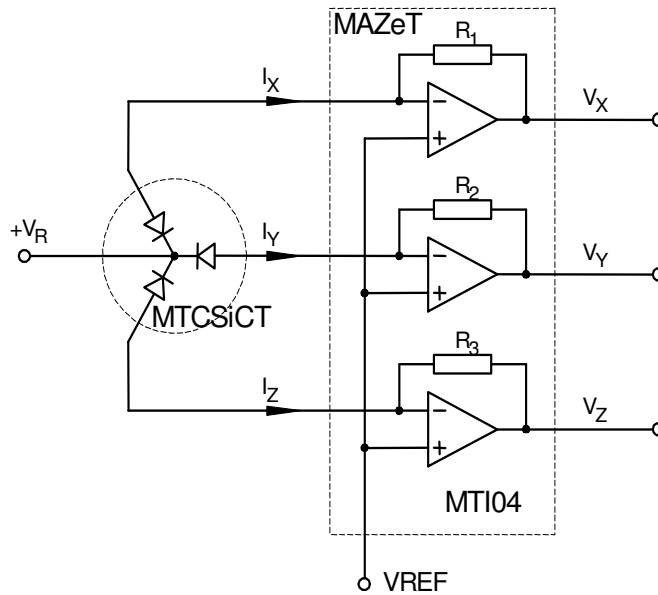 MAZeT
R1
IX
VX
R2
+VR
IY
VY
MTCSiCT
R3
IZ
VZ
MTI04
VREF